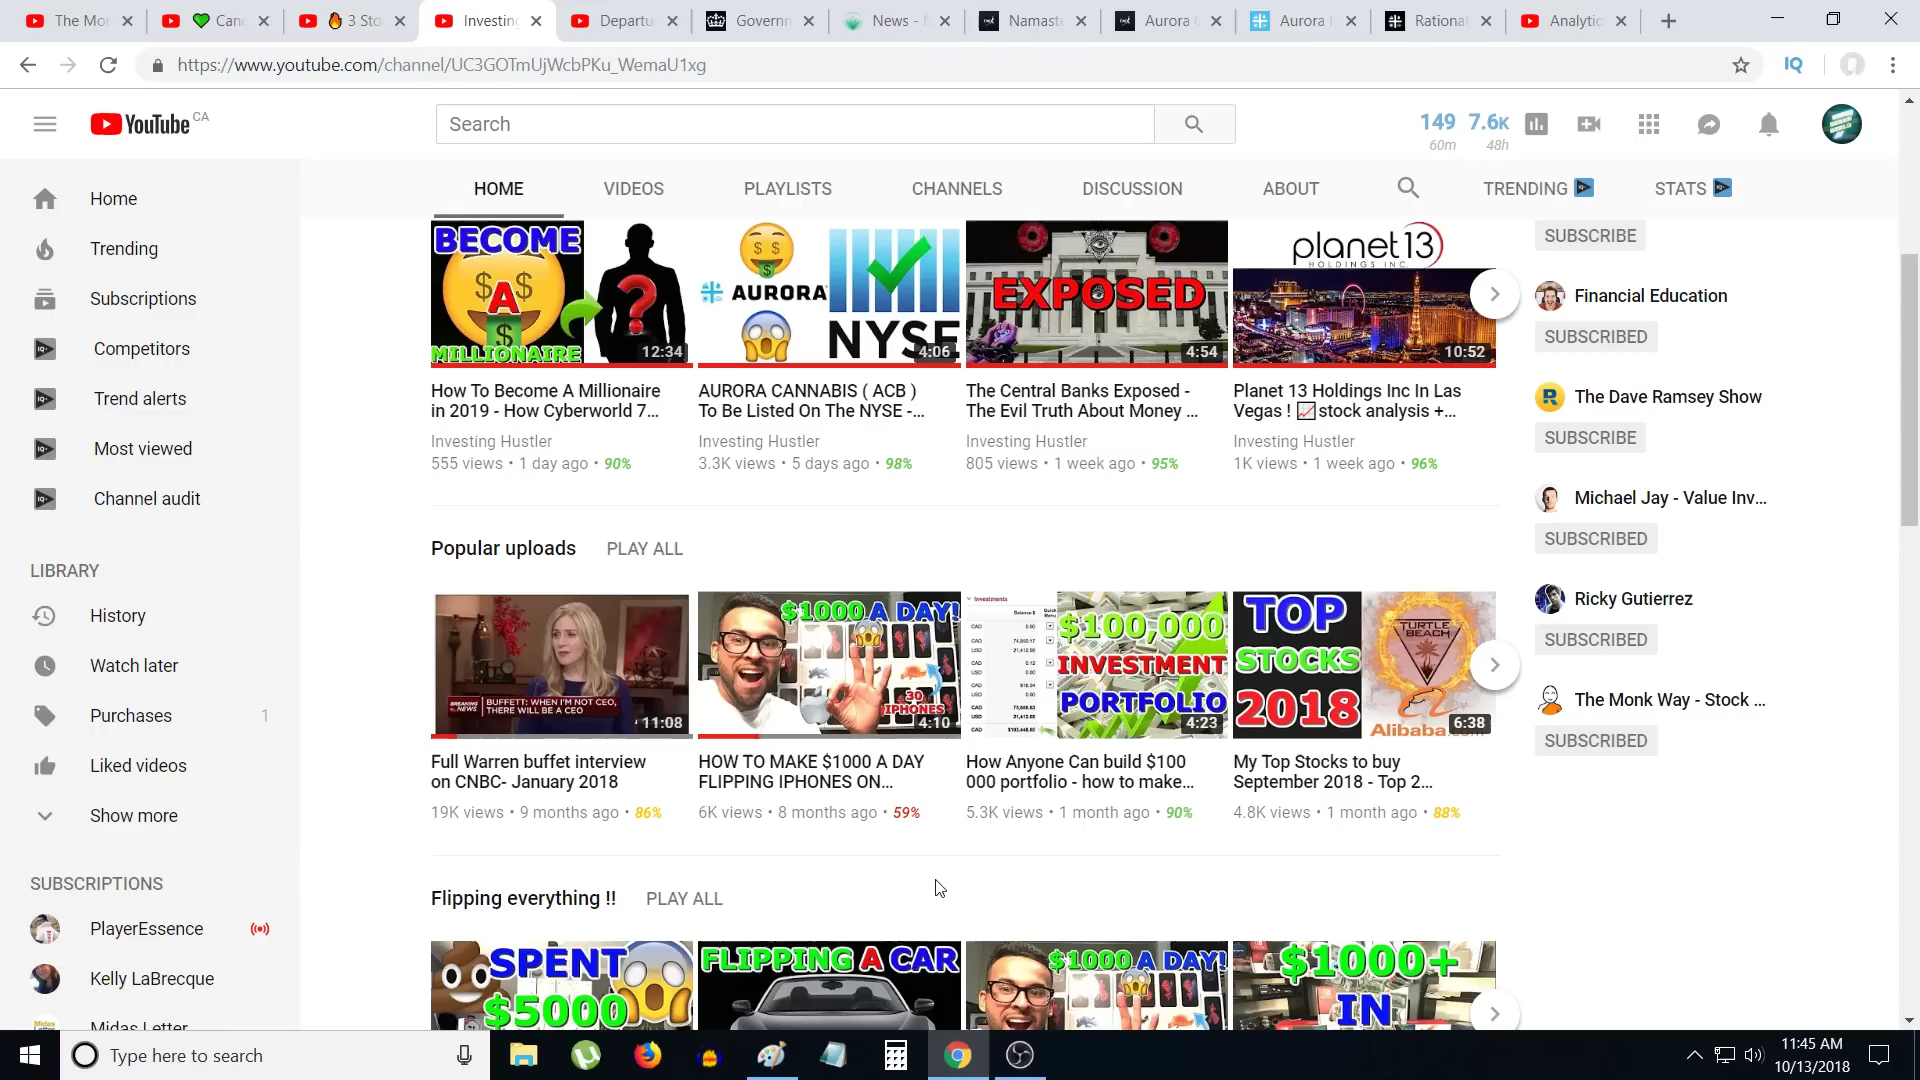 The Mon
Canc
3 Sto
Investing
Departu
Governm
News - N
Namast
Aurora C
Aurora
Rational
Analytic
https://www.youtube.com/channel/UC3GOTmUjWcbPKu_WemaU1xg
IQ
YouTube CA
Search
149 7.6K
60m 48h
HOME VIDEOS PLAYLISTS CHANNELS DISCUSSION ABOUT TRENDING STATS
Home
Trending
Subscriptions
Competitors
Trend alerts
Most viewed
Channel audit
LIBRARY
History
Watch later
Purchases 1
Liked videos
Show more
SUBSCRIPTIONS
PlayerEssence
Kelly LaBrecque
Midas Letter
BECOME
A
MILLIONAIRE
?
12:34
AURORA
NYSE
4:06
EXPOSED
4:54
planet 13
HOLDINGS INC.
10:52
How To Become A Millionaire
in 2019 - How Cyberworld 7...
Investing Hustler
555 views • 1 day ago • 90%
AURORA CANNABIS ( ACB )
To Be Listed On The NYSE -...
Investing Hustler
3.3K views • 5 days ago • 98%
The Central Banks Exposed -
The Evil Truth About Money ...
Investing Hustler
805 views • 1 week ago • 95%
Planet 13 Holdings Inc In Las
Vegas ! 📈stock analysis +...
Investing Hustler
1K views • 1 week ago • 96%
Popular uploads PLAY ALL
BREAKING NEWS
BUFFETT: WHEN I'M NOT CEO,
THERE WILL BE A CEO
11:08
$1000 A DAY!
30
IPHONES
4:10
Investments
$100,000
INVESTMENT
PORTFOLIO
4:23
TOP
STOCKS
2018
TURTLE BEACH
Alibaba.com
6:38
Full Warren buffet interview
on CNBC- January 2018
19K views • 9 months ago • 86%
HOW TO MAKE $1000 A DAY
FLIPPING IPHONES ON...
6K views • 8 months ago • 59%
How Anyone Can build $100
000 portfolio - how to make...
5.3K views • 1 month ago • 90%
My Top Stocks to buy
September 2018 - Top 2...
4.8K views • 1 month ago • 88%
Flipping everything !! PLAY ALL
SPENT
$5000
FLIPPING A CAR
$1000 A DAY!
$1000+
IN
SUBSCRIBE
Financial Education
SUBSCRIBED
The Dave Ramsey Show
SUBSCRIBE
Michael Jay - Value Inv...
SUBSCRIBED
Ricky Gutierrez
SUBSCRIBED
The Monk Way - Stock ...
SUBSCRIBED
Type here to search
11:45 AM
10/13/2018